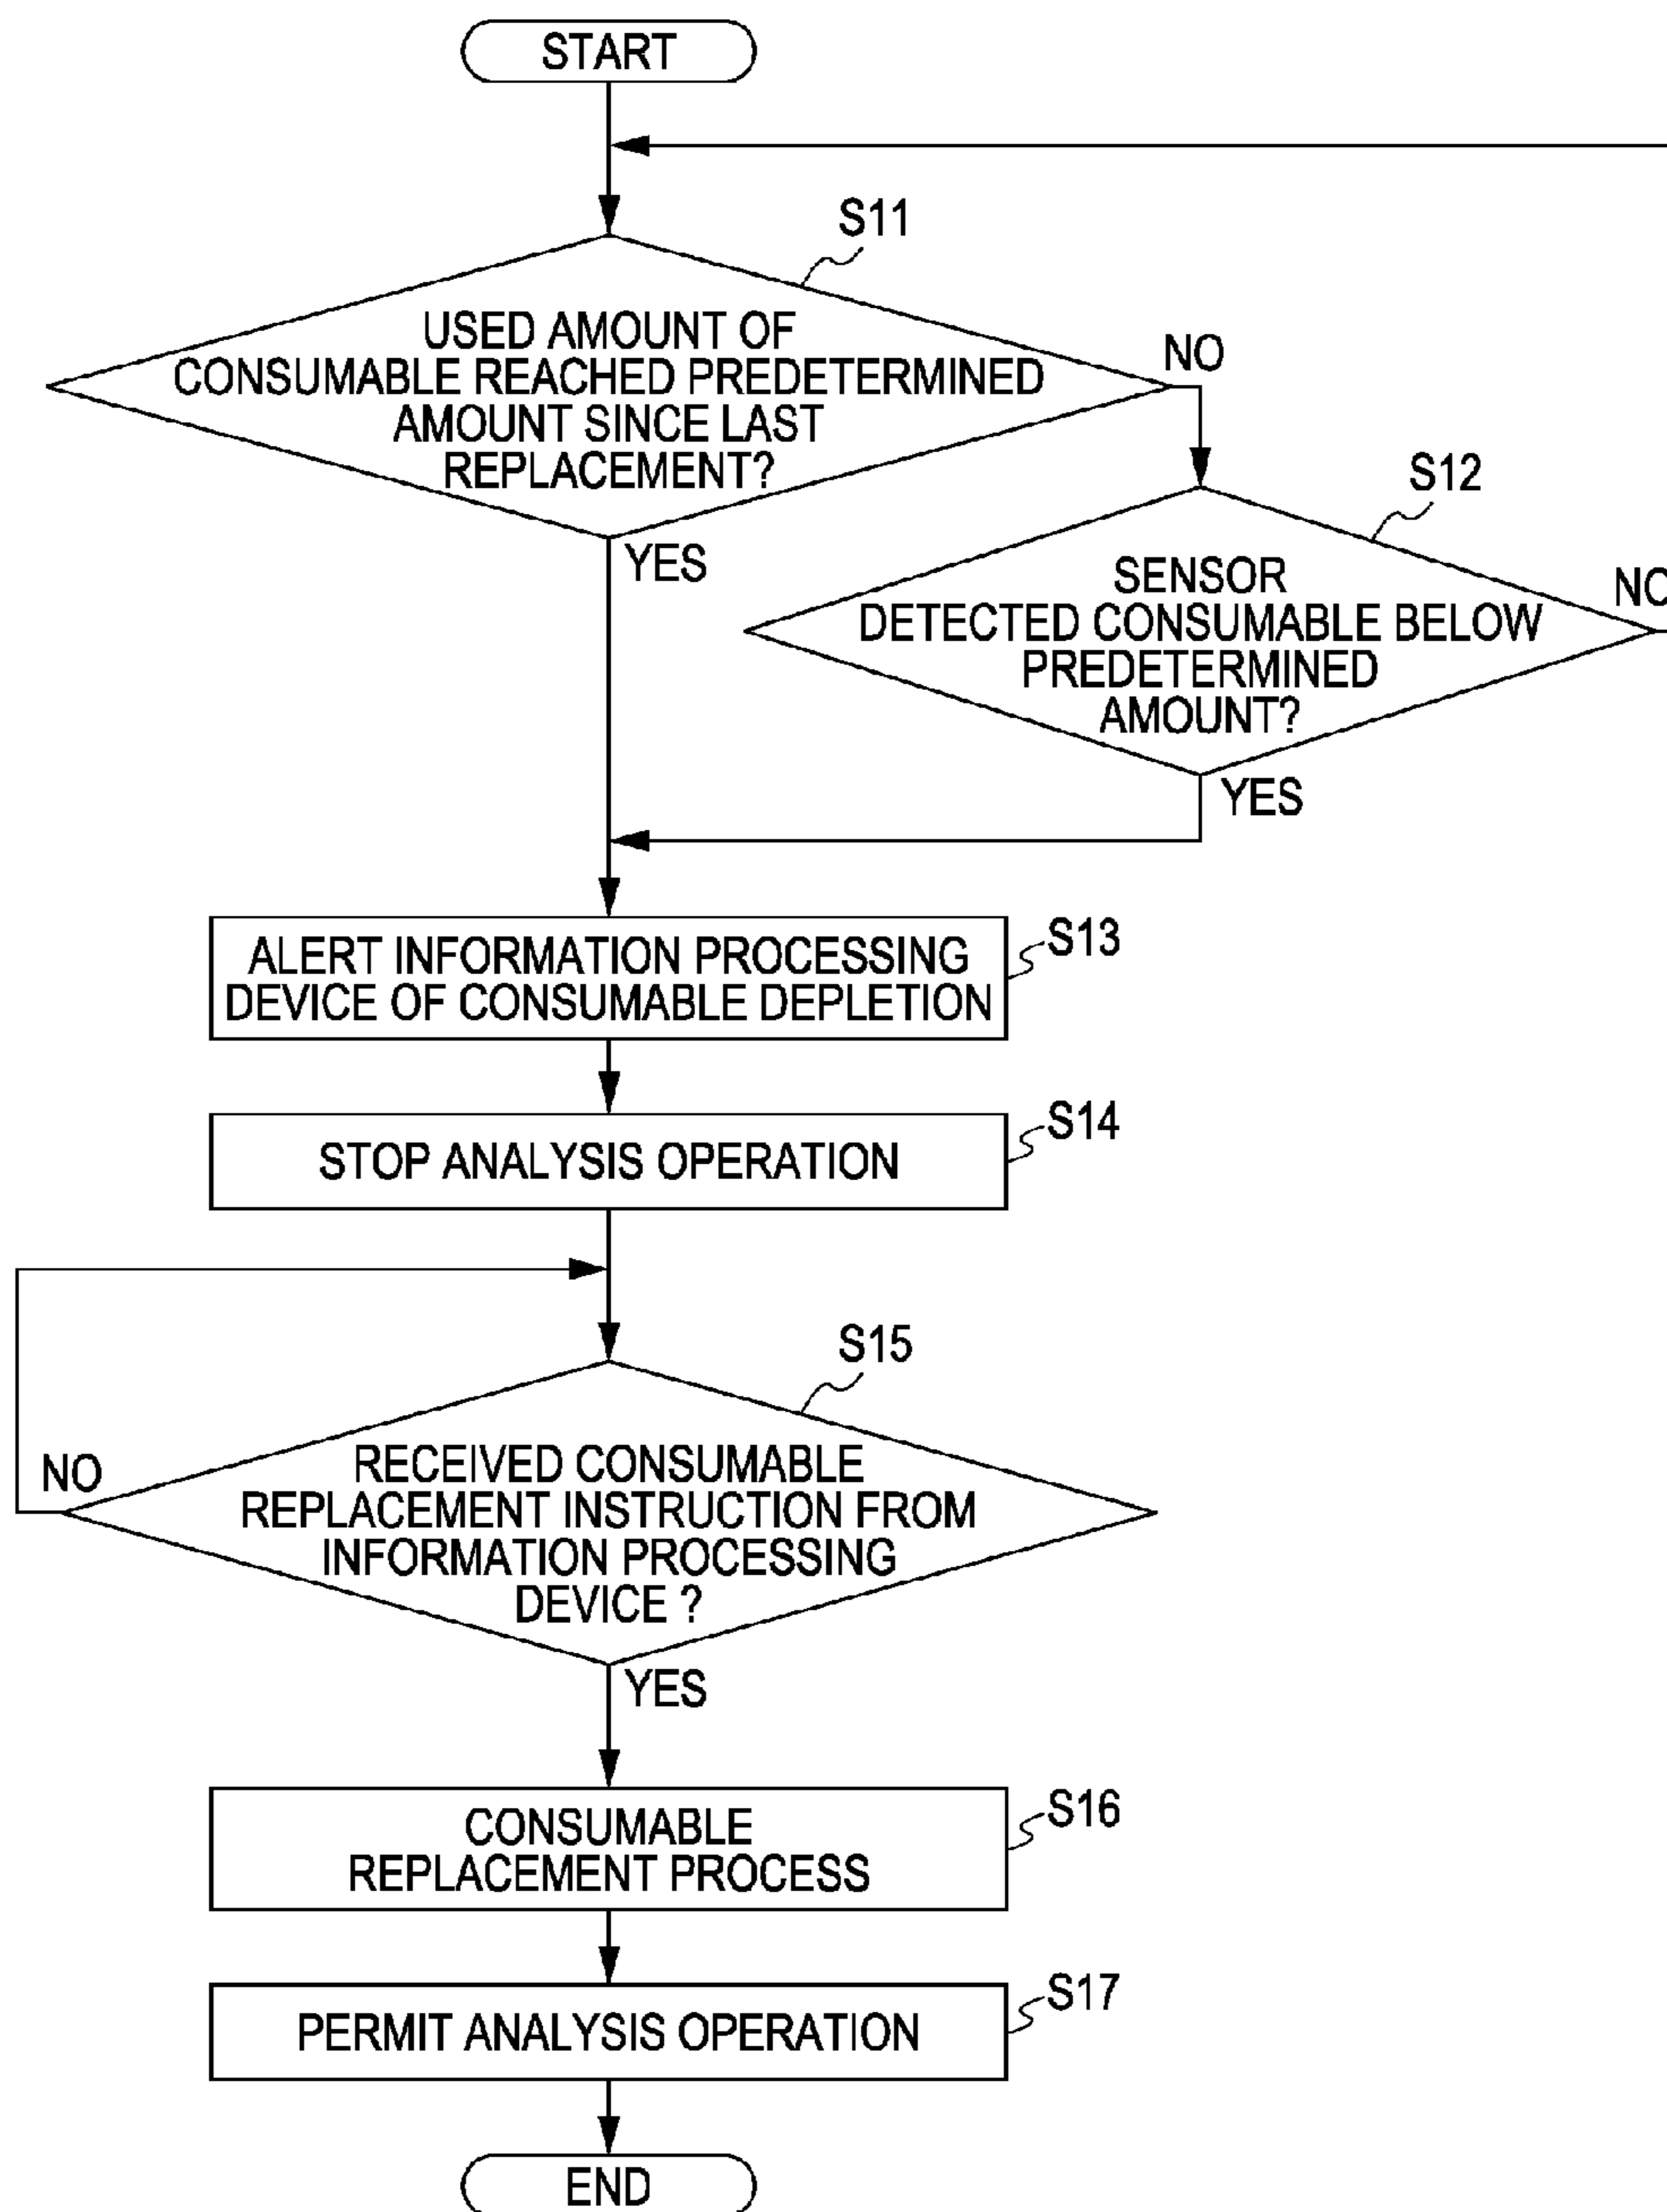 START
S11
USED AMOUNT OF
CONSUMABLE REACHED PREDETERMINED
AMOUNT SINCE LAST
REPLACEMENT?
NO
YES
S12
SENSOR
DETECTED CONSUMABLE BELOW
PREDETERMINED
AMOUNT?
NO
YES
S13
ALERT INFORMATION PROCESSING
DEVICE OF CONSUMABLE DEPLETION
S14
STOP ANALYSIS OPERATION
S15
RECEIVED CONSUMABLE
REPLACEMENT INSTRUCTION FROM
INFORMATION PROCESSING
DEVICE ?
NO
YES
S16
CONSUMABLE
REPLACEMENT PROCESS
S17
PERMIT ANALYSIS OPERATION
END